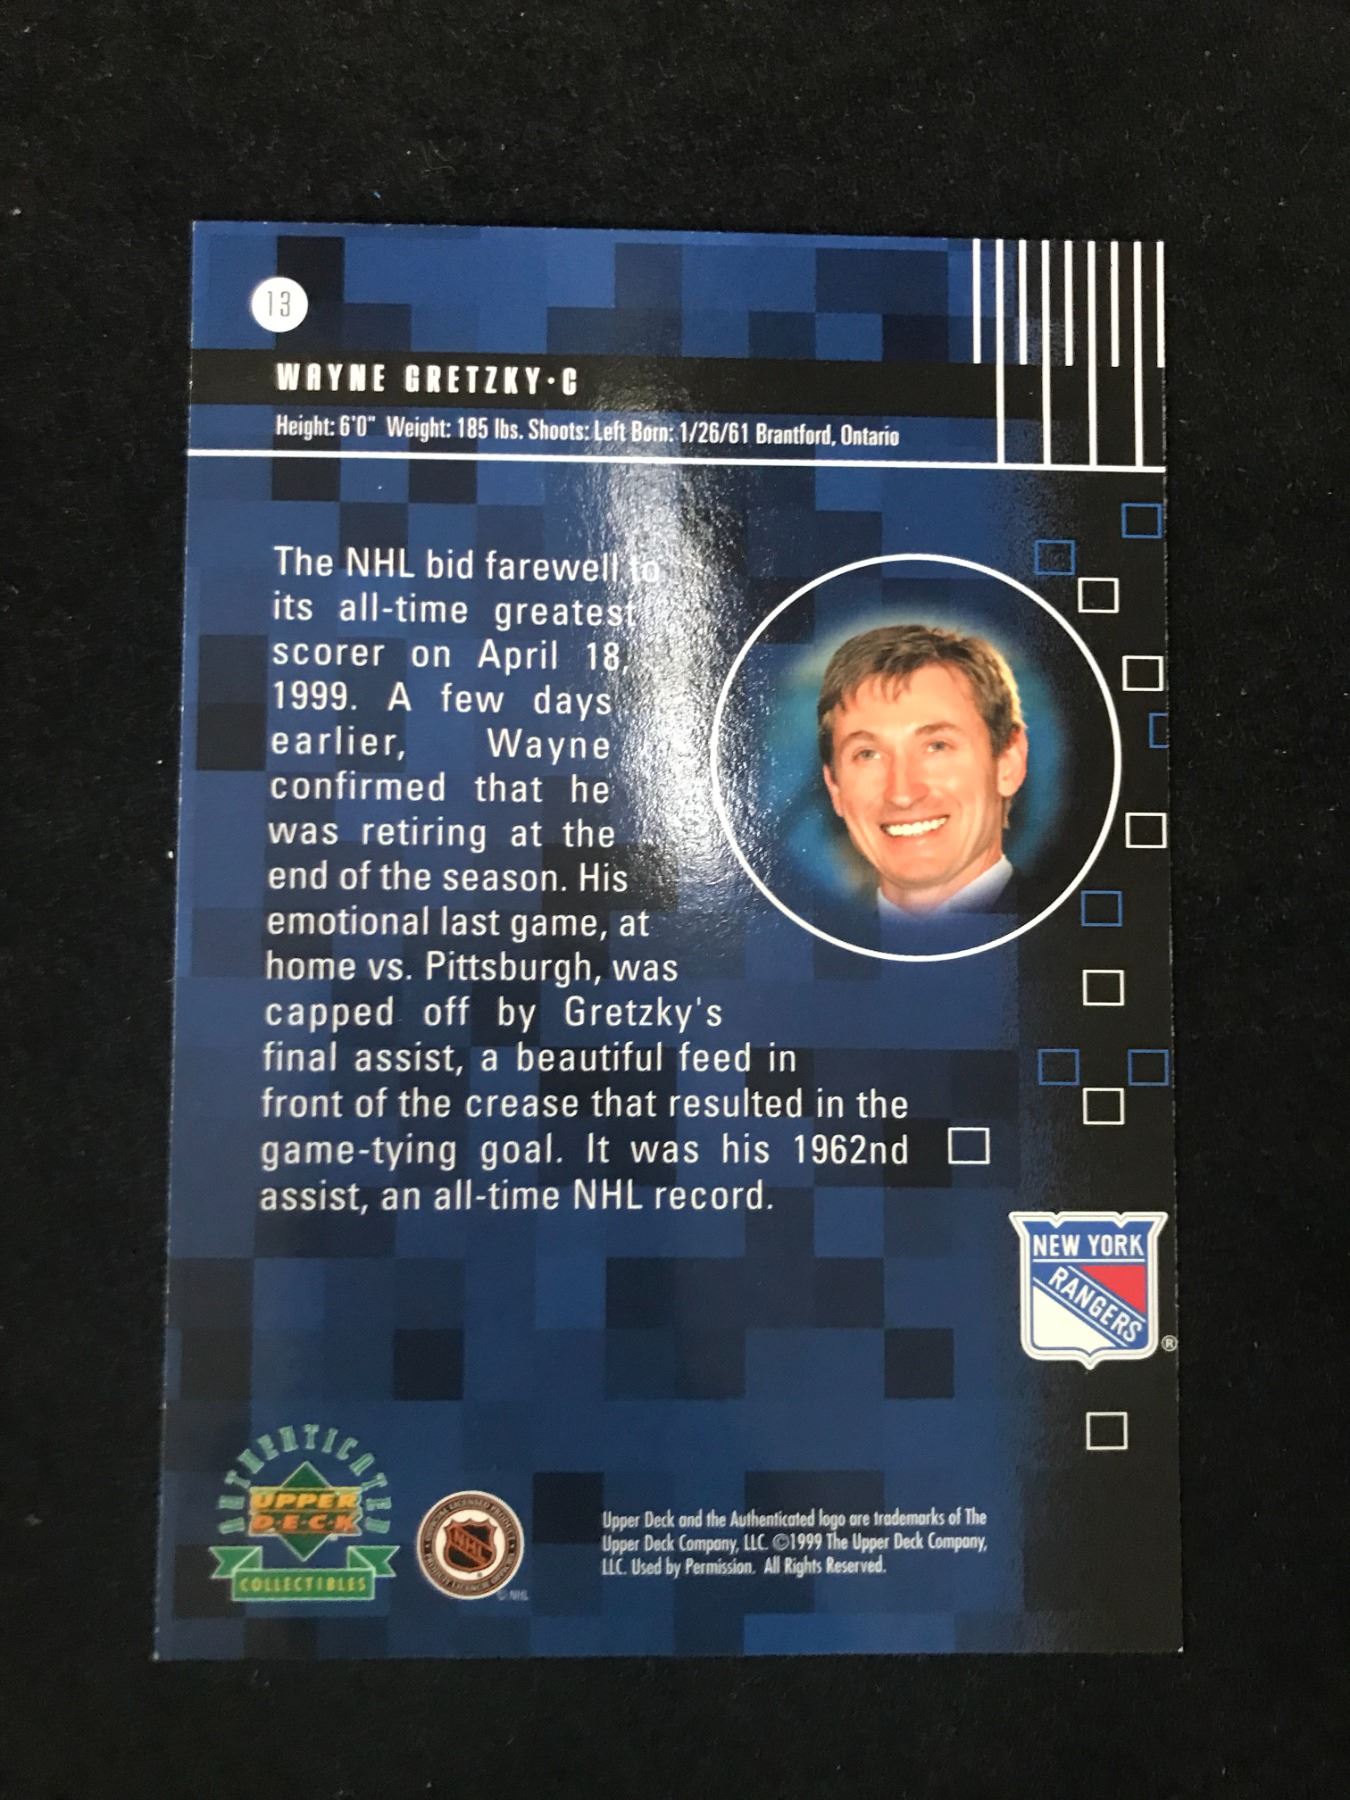 13
WAYNE GRETZKY·C
Height: 6'0" Weight: 185 lbs. Shoots: Left Born: 1/26/61 Brantford, Ontario
The NHL bid farewell to
its all-time greatest
scorer on April 18,
1999. A few days
earlier, Wayne
confirmed that he
was retiring at the
end of the season. His
emotional last game, at
home vs. Pittsburgh, was
capped off by Gretzky's
final assist, a beautiful feed in
front of the crease that resulted in the
game-tying goal. It was his 1962nd
assist, an all-time NHL record.
NEW YORK
RANGERS
®
AUTHENTICATED
UPPER
D·E·C·K
COLLECTIBLES
NHL
© NHL
Upper Deck and the Authenticated logo are trademarks of The
Upper Deck Company, LLC. ©1999 The Upper Deck Company,
LLC. Used by Permission. All Rights Reserved.